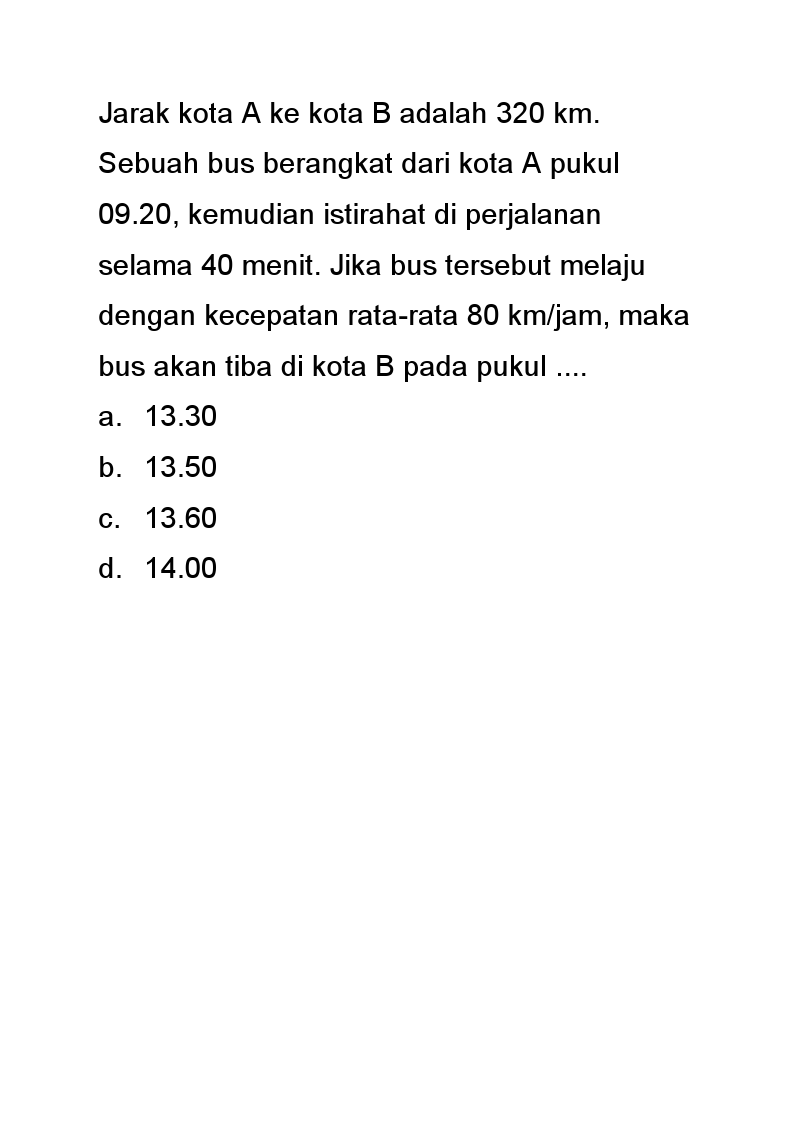 Jarak kota A ke kota B adalah 320 km.
Sebuah bus berangkat dari kota A pukul
09.20, kemudian istirahat di perjalanan
selama 40 menit. Jika bus tersebut melaju
dengan kecepatan rata-rata 80 km/jam, maka
bus akan tiba di kota B pada pukul ....
a. 13.30
b. 13.50
c. 13.60
d. 14.00